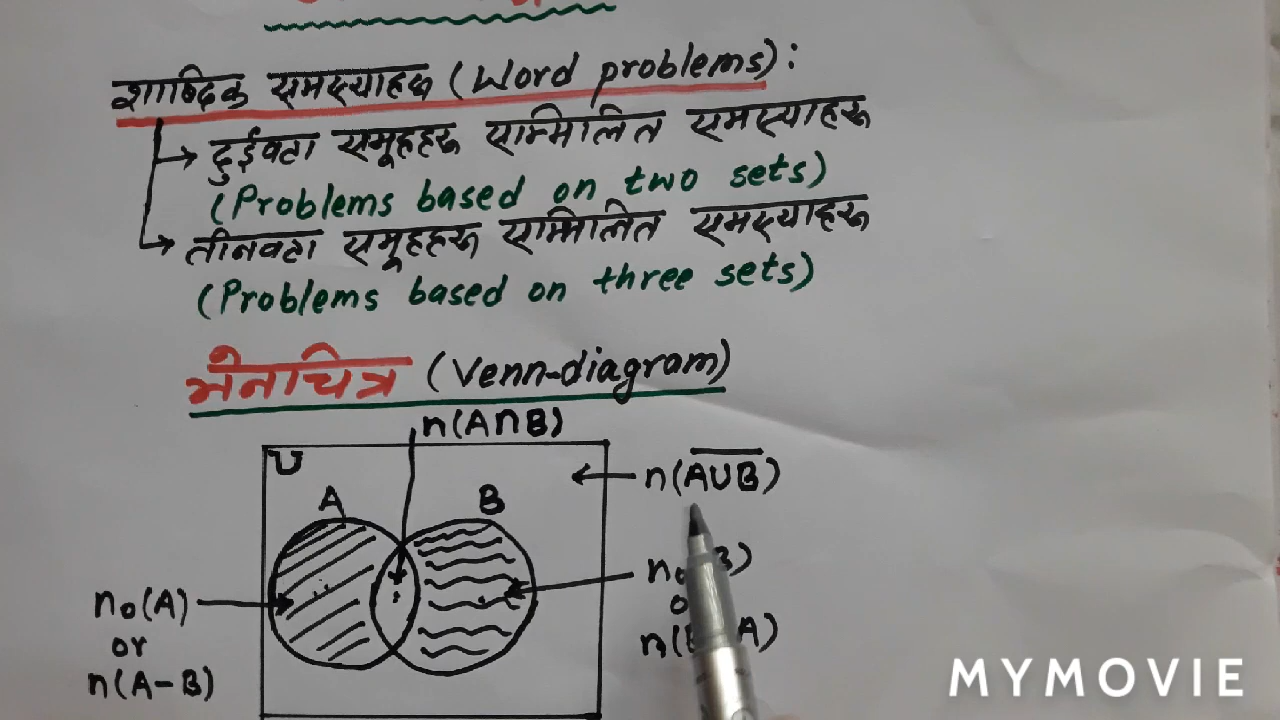 शाब्दिक समस्याहरू (Word problems):
→ दुईवटा समूहहरू सम्मिलित समस्याहरू
(Problems based on two sets)
→ तीनवटा समूहहरू सम्मिलित समस्याहरू
(Problems based on three sets)
भेनचित्र (Venn-diagram)
n(A∩B)
U
n(A̅∪̅B̅)
A
B
n₀(A)
or
n(A-B)
MYMOVIE